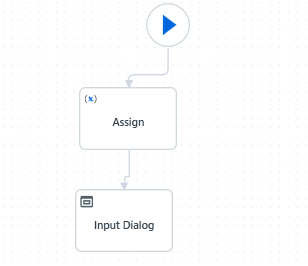 (x)
Assign
Input Dialog